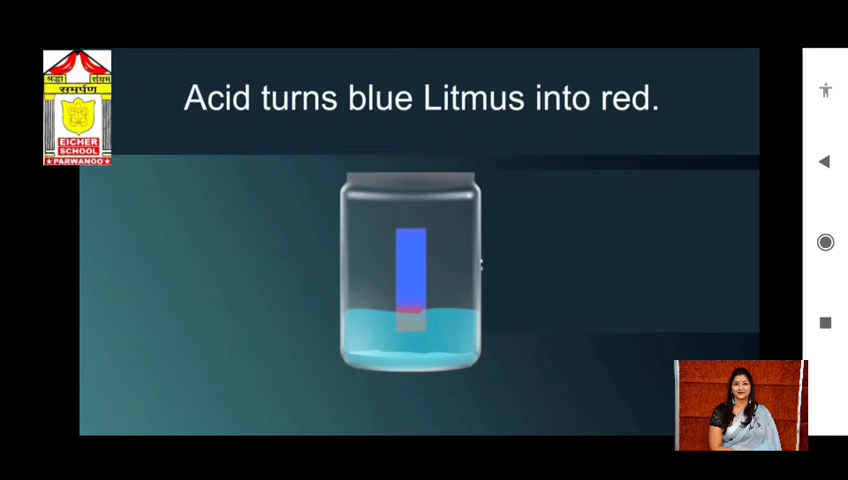 Acid turns blue Litmus into red.
श्रद्धा संयम
समर्पण
EICHER
SCHOOL
★ PARWANOO ★